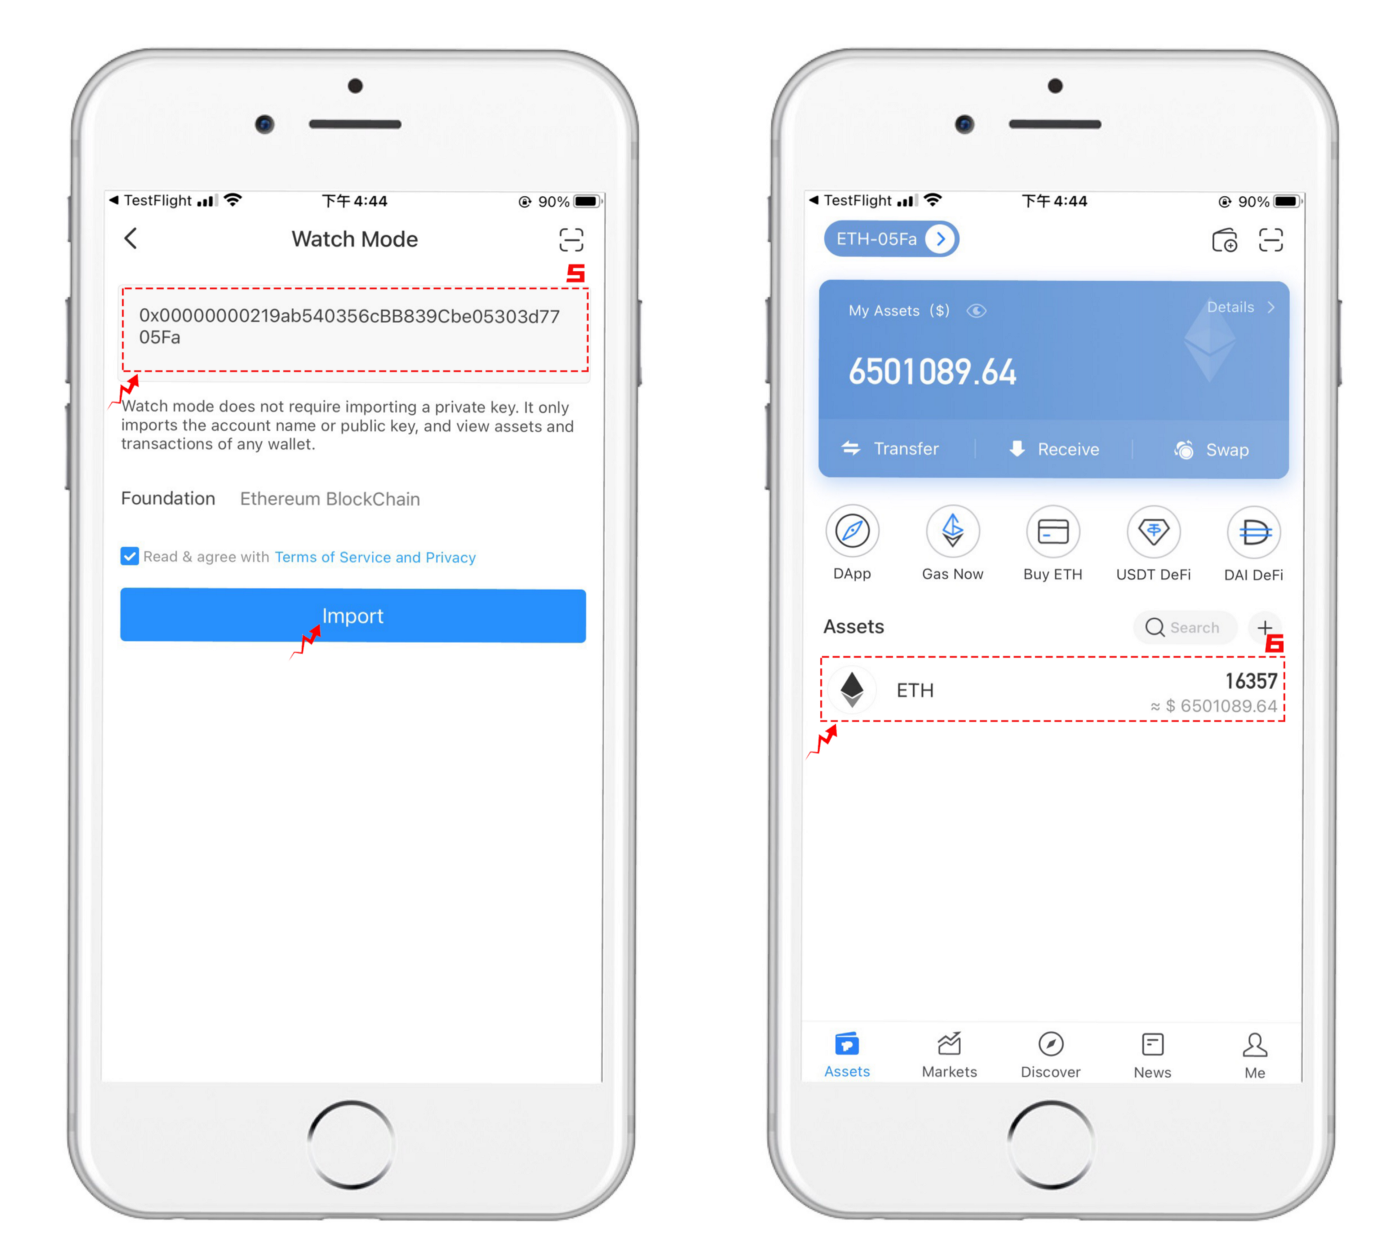 TestFlight
下午4:44
90%
Watch Mode
5
0x00000000219ab540356cBB839Cbe05303d77
05Fa
Watch mode does not require importing a private key. It only
imports the account name or public key, and view assets and
transactions of any wallet.
Foundation Ethereum BlockChain
Read & agree with Terms of Service and Privacy
Import
TestFlight
下午4:44
90%
ETH-05Fa
My Assets ($)
Details
6501089.64
Transfer
Receive
Swap
DApp
Gas Now
Buy ETH
USDT DeFi
DAI DeFi
Assets
Search
6
ETH
16357
≈ $ 6501089.64
Assets
Markets
Discover
News
Me